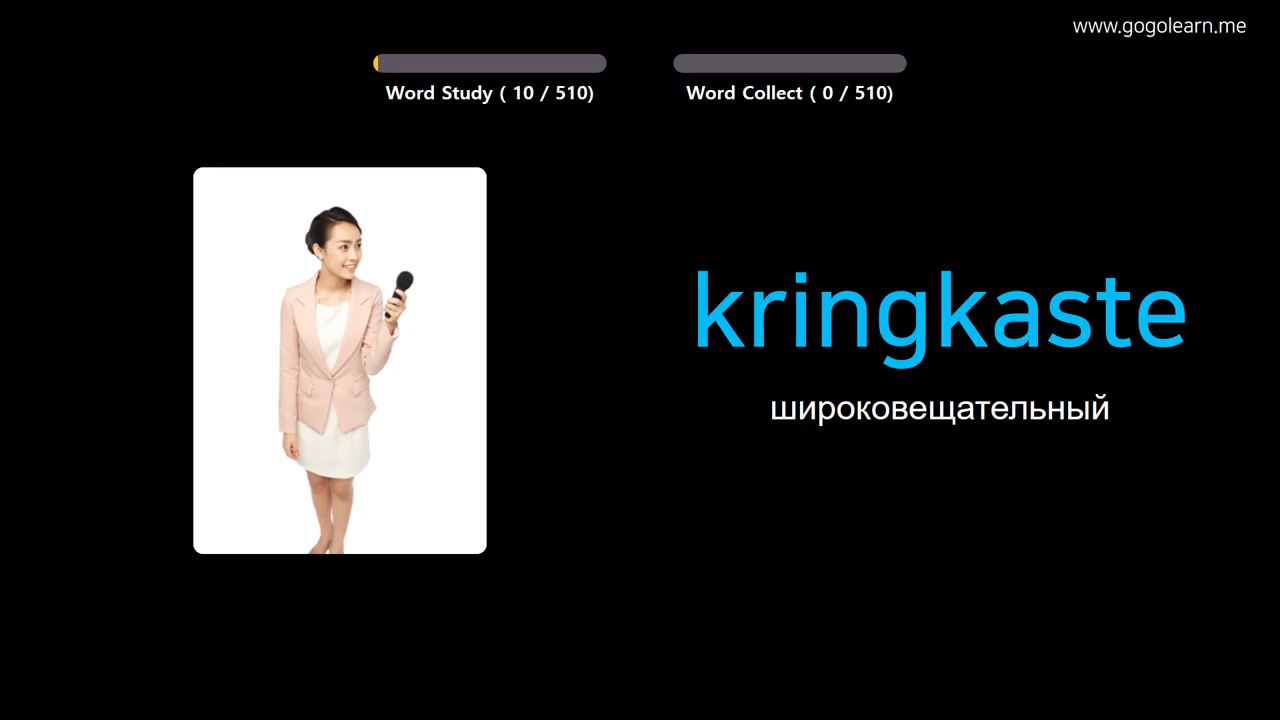 www.gogolearn.me
Word Study ( 10 / 510)
Word Collect ( 0 / 510)
kringkaste
широковещательный